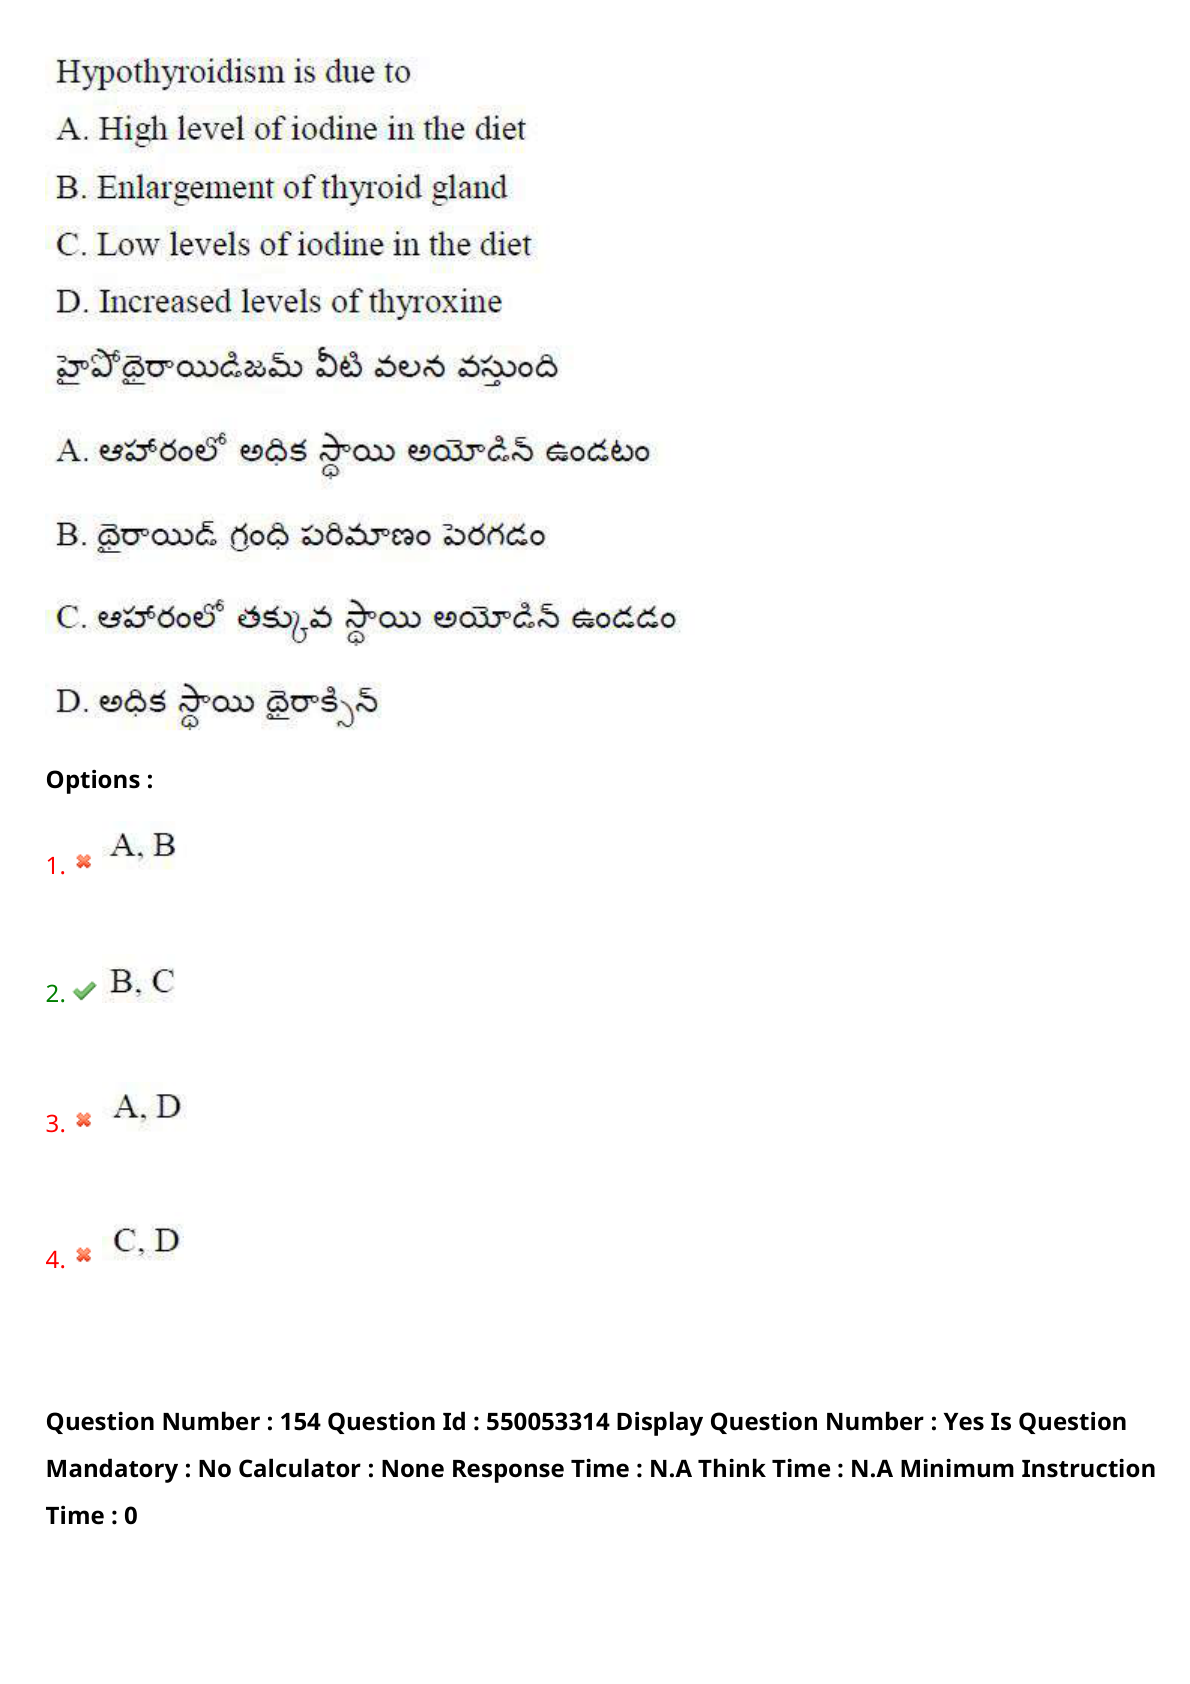 Hypothyroidism is due to
A. High level of iodine in the diet
B. Enlargement of thyroid gland
C. Low levels of iodine in the diet
D. Increased levels of thyroxine
హైపోథైరాయిడిజమ్ వీటి వలన వస్తుంది
A. ఆహారంలో అధిక స్థాయి అయోడిన్ ఉండటం
B. థైరాయిడ్ గ్రంధి పరిమాణం పెరగడం
C. ఆహారంలో తక్కువ స్థాయి అయోడిన్ ఉండడం
D. అధిక స్థాయి థైరాక్సిన్
Options :
1. A, B
2. B, C
3. A, D
4. C, D
Question Number : 154 Question Id : 550053314 Display Question Number : Yes Is Question
Mandatory : No Calculator : None Response Time : N.A Think Time : N.A Minimum Instruction
Time : 0